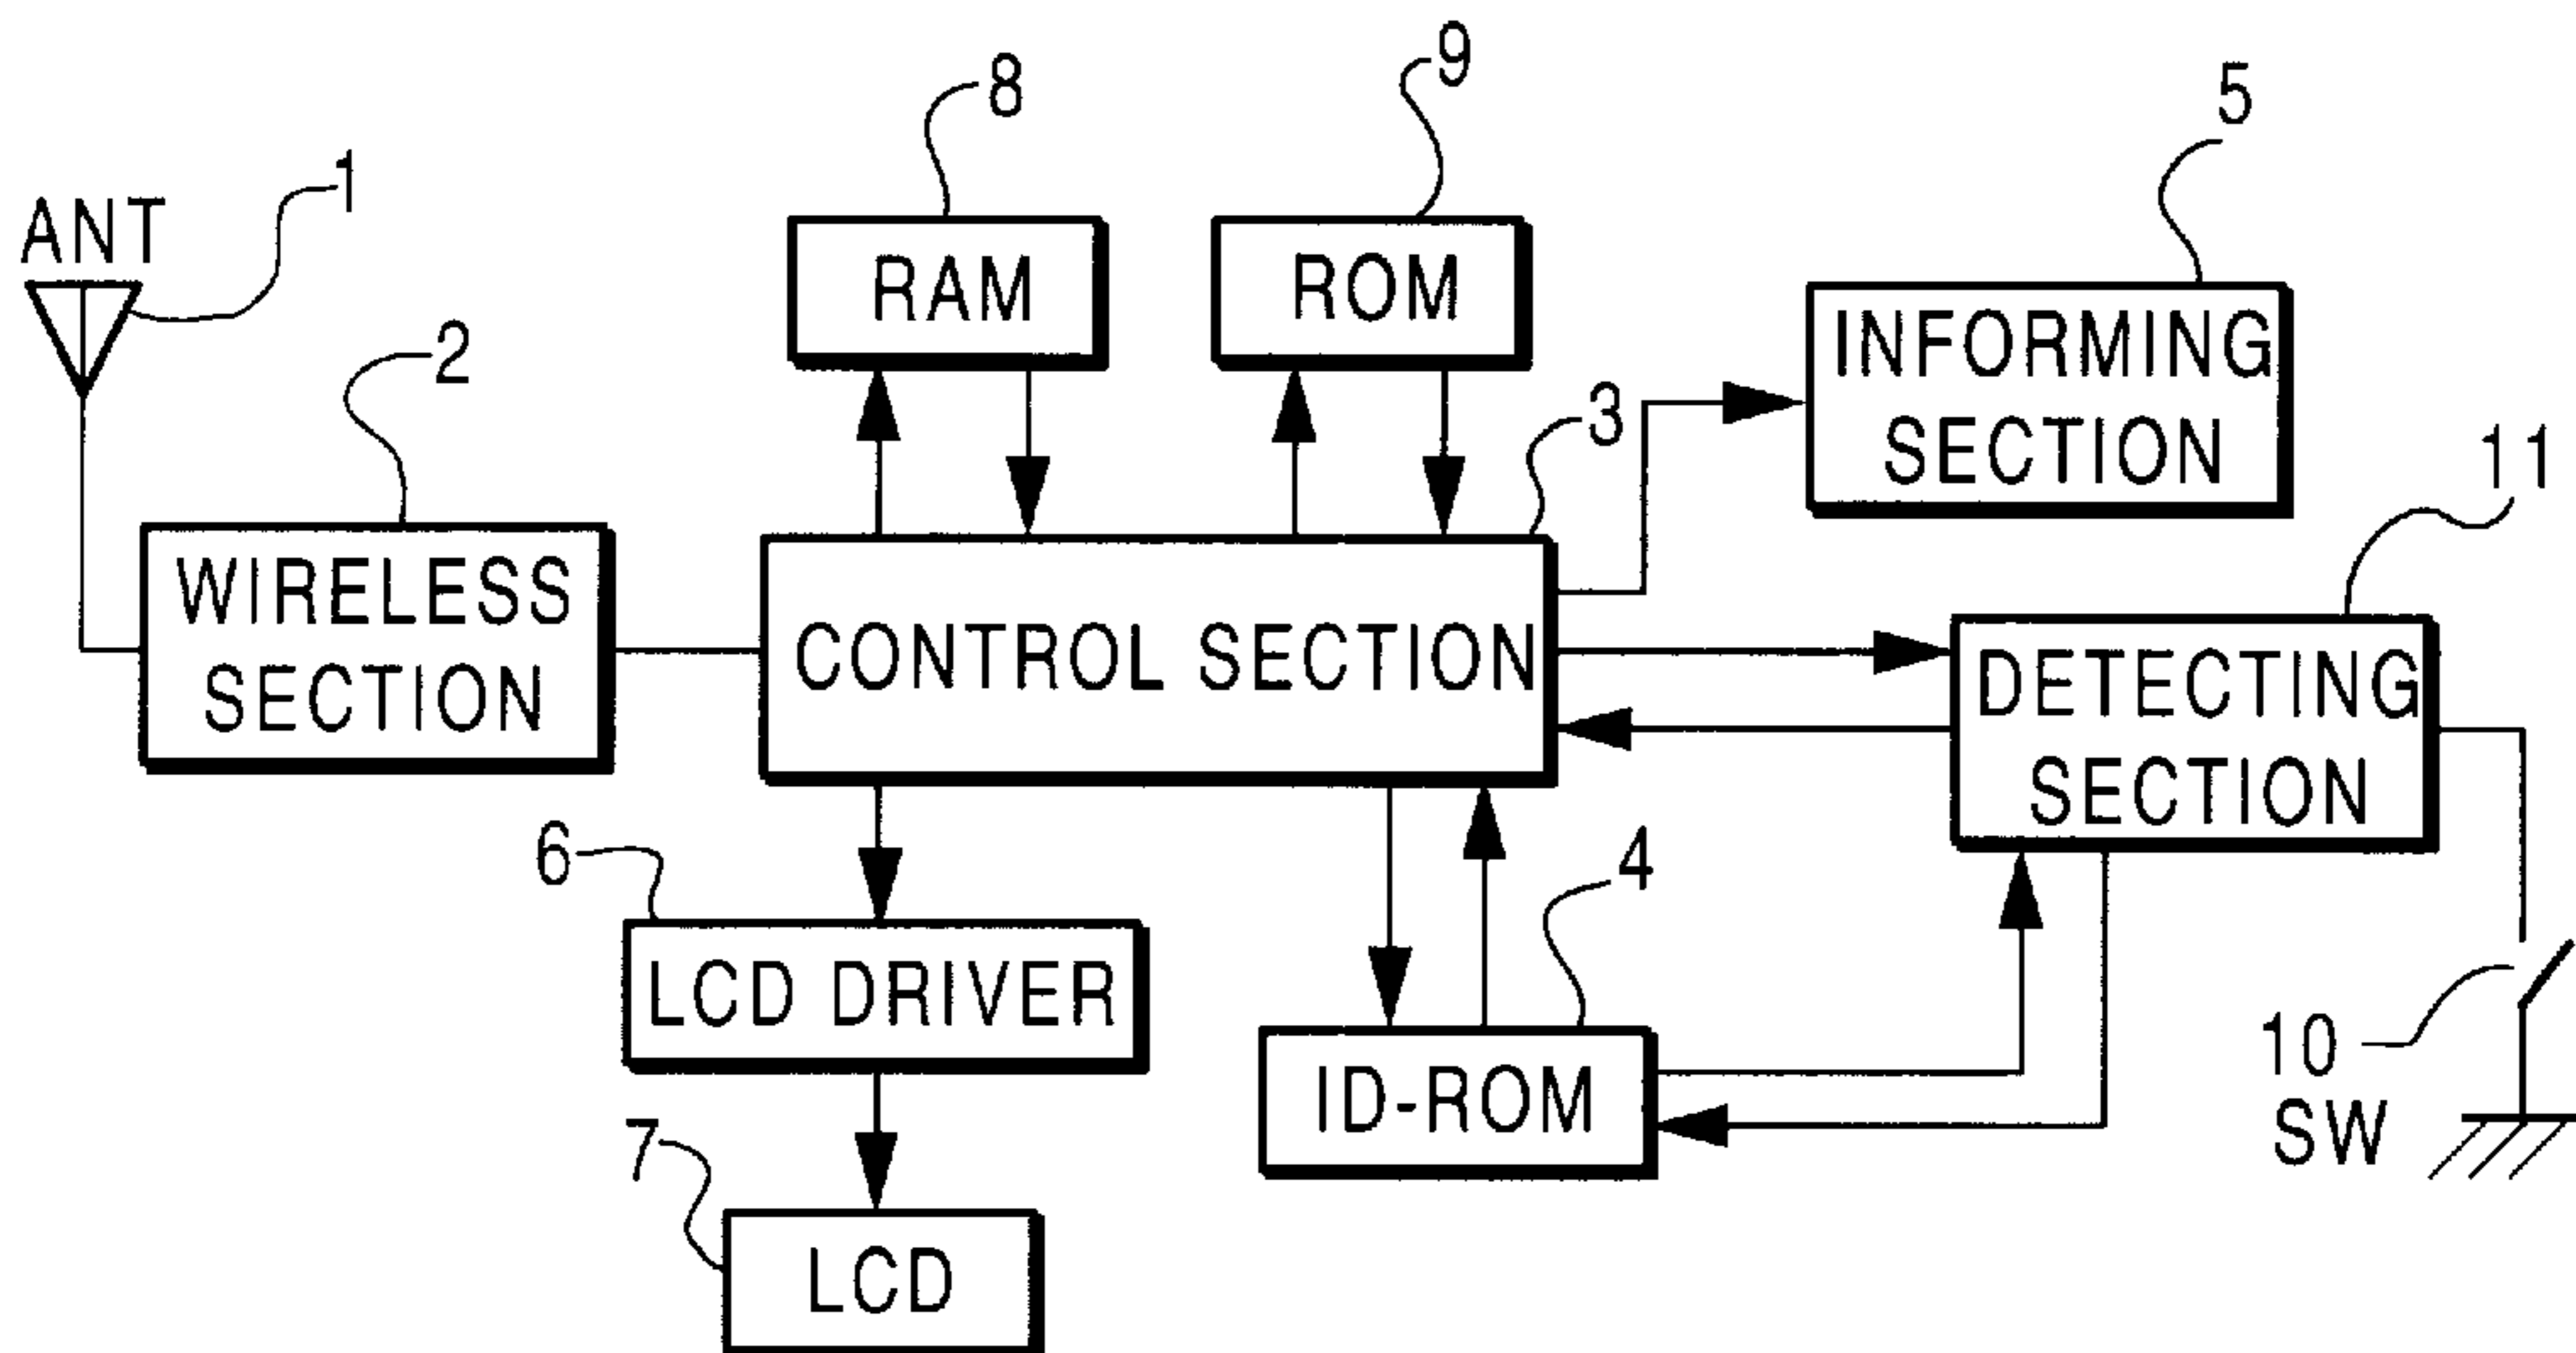 8
9
5
1
ANT
RAM
ROM
INFORMING
SECTION
2
3
11
WIRELESS
SECTION
CONTROL SECTION
DETECTING
SECTION
6
4
LCD DRIVER
10
SW
ID-ROM
7
LCD